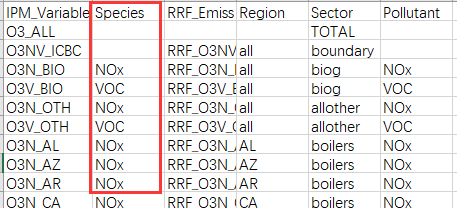 IPM_Variable Species RRF_Emiss Region Sector Pollutant
O3_ALL TOTAL
O3NV_ICBC RRF_O3NV all boundary
O3N_BIO NOx RRF_O3N_ all biog NOx
O3V_BIO VOC RRF_O3V_E all biog VOC
O3N_OTH NOx RRF_O3N_( all allother NOx
O3V_OTH VOC RRF_O3V_( all allother VOC
O3N_AL NOx RRF_O3N_ AL boilers NOx
O3N_AZ NOx RRF_O3N_ AZ boilers NOx
O3N_AR NOx RRF_O3N_ AR boilers NOx
O3N_CA NOx RRF_O3N_( CA boilers NOx